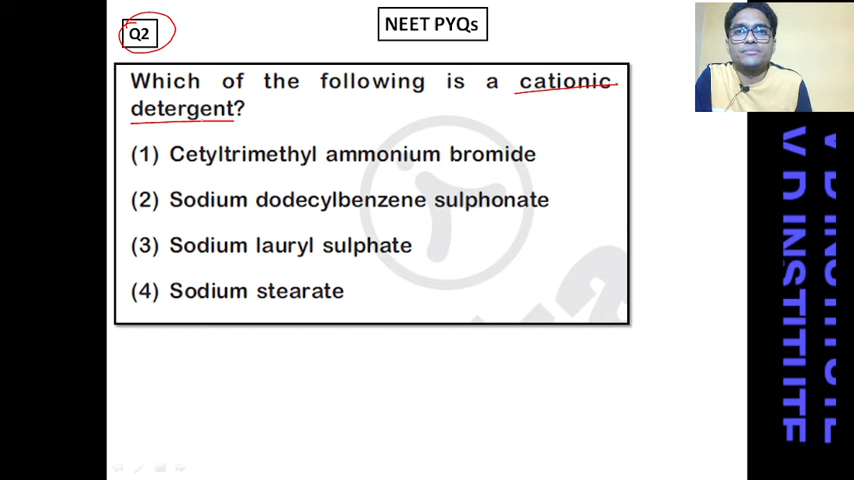 Q2
NEET PYQs
Which of the following is a cationic
detergent?
(1) Cetyltrimethyl ammonium bromide
(2) Sodium dodecylbenzene sulphonate
(3) Sodium lauryl sulphate
(4) Sodium stearate
V D INSTITUTE